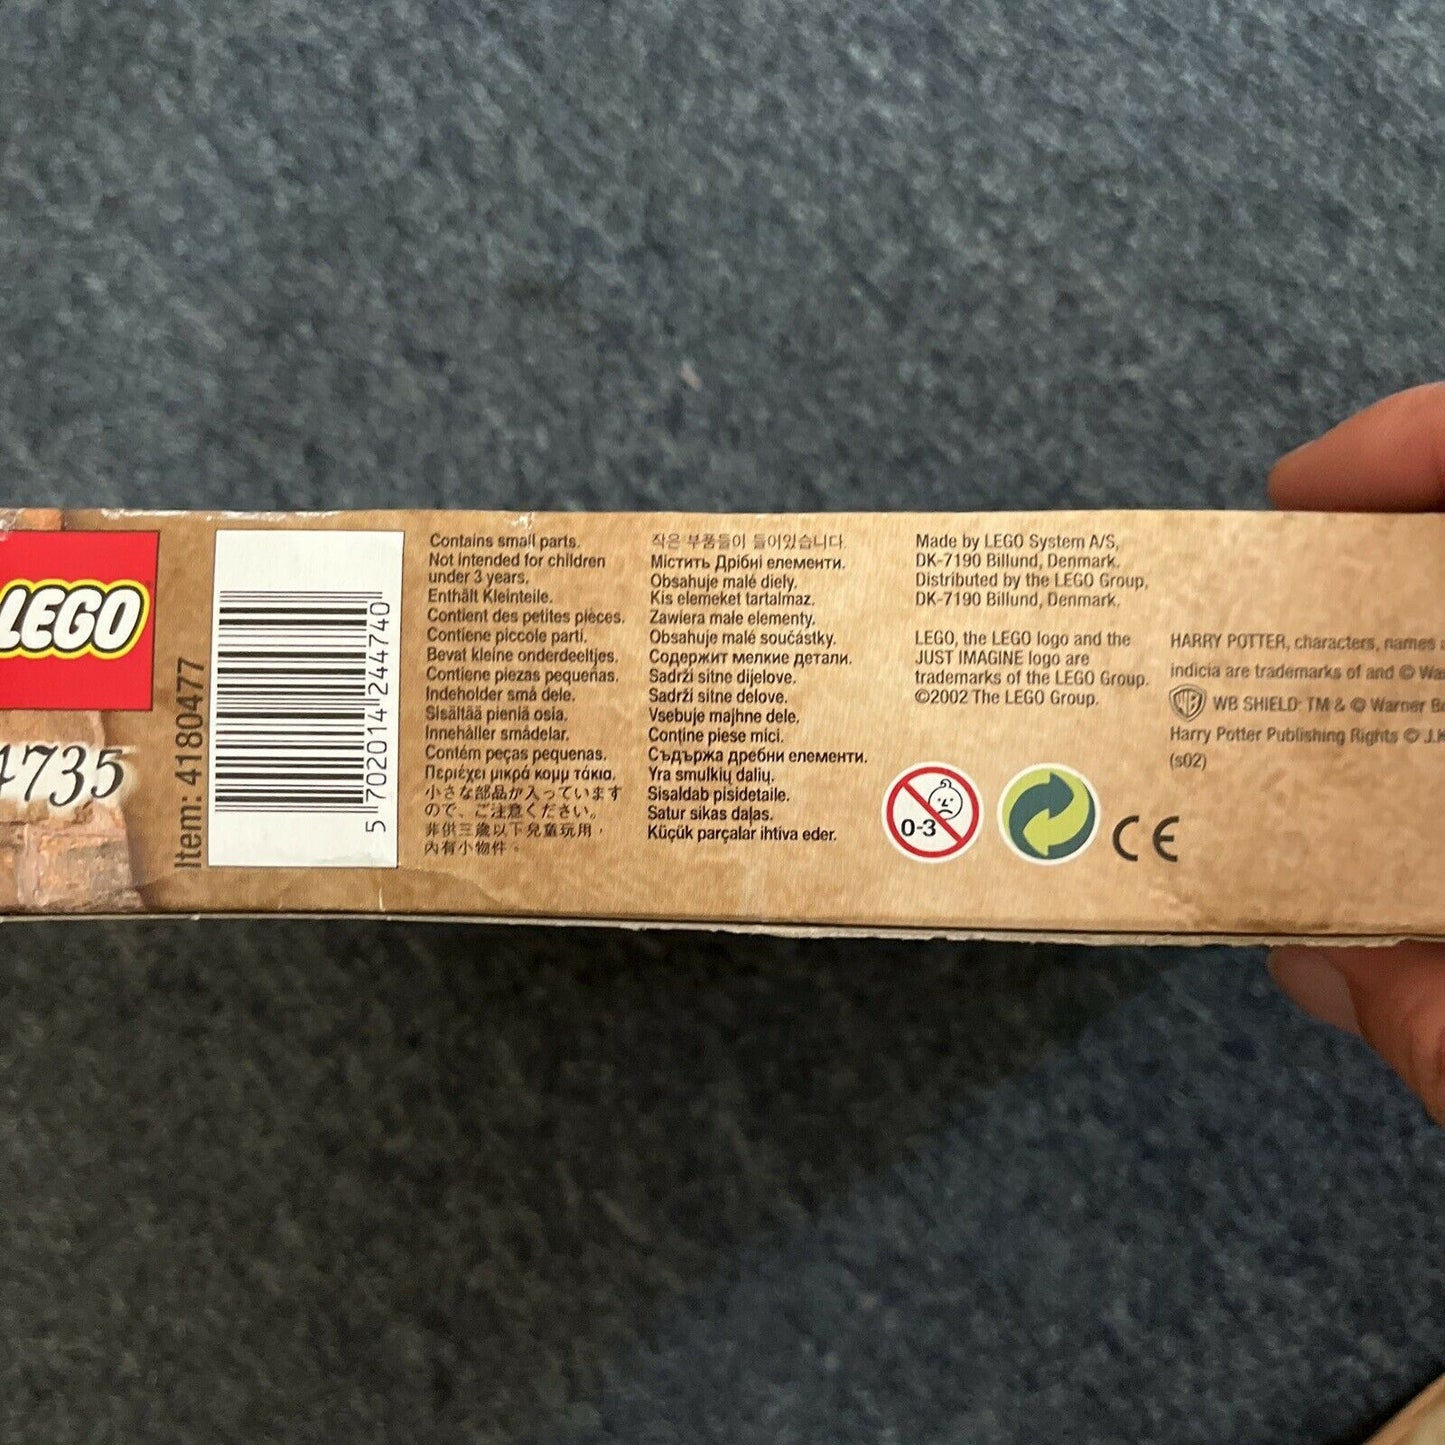 LEGO
4735
Item: 4180477
5 702014 244740
Contains small parts.
Not intended for children
under 3 years.
Enthält Kleinteile.
Contient des petites pièces.
Contiene piccole parti.
Bevat kleine onderdeeltjes.
Contiene piezas pequeñas.
Indeholder små dele.
Sisältää pieniä osia.
Innehåller smådelar.
Contém peças pequenas.
Περιέχει μικρά κομμ τάκια.
小さな部品が入っています
ので、ご注意ください。
非供三歲以下兒童玩用，
內有小物件。
작은 부품들이 들어있습니다.
Мiстить Дрiбнi елементи.
Obsahuje malé diely.
Kis elemeket tartalmaz.
Zawiera małe elementy.
Obsahuje malé součástky.
Содержит мелкие детали.
Sadrži sitne dijelove.
Sadrži sitne delove.
Vsebuje majhne dele.
Conţine piese mici.
Съдържа дребни елементи.
Yra smulkių dalių.
Sisaldab pisidetaile.
Satur sīkas daļas.
Küçük parçalar ihtiva eder.
Made by LEGO System A/S,
DK-7190 Billund, Denmark.
Distributed by the LEGO Group,
DK-7190 Billund, Denmark.
LEGO, the LEGO logo and the
JUST IMAGINE logo are
trademarks of the LEGO Group.
©2002 The LEGO Group.
0-3
CE
HARRY POTTER, characters, names
indicia are trademarks of and © Wa
WB SHIELD: TM & © Warner B
Harry Potter Publishing Rights © J.K
(s02)